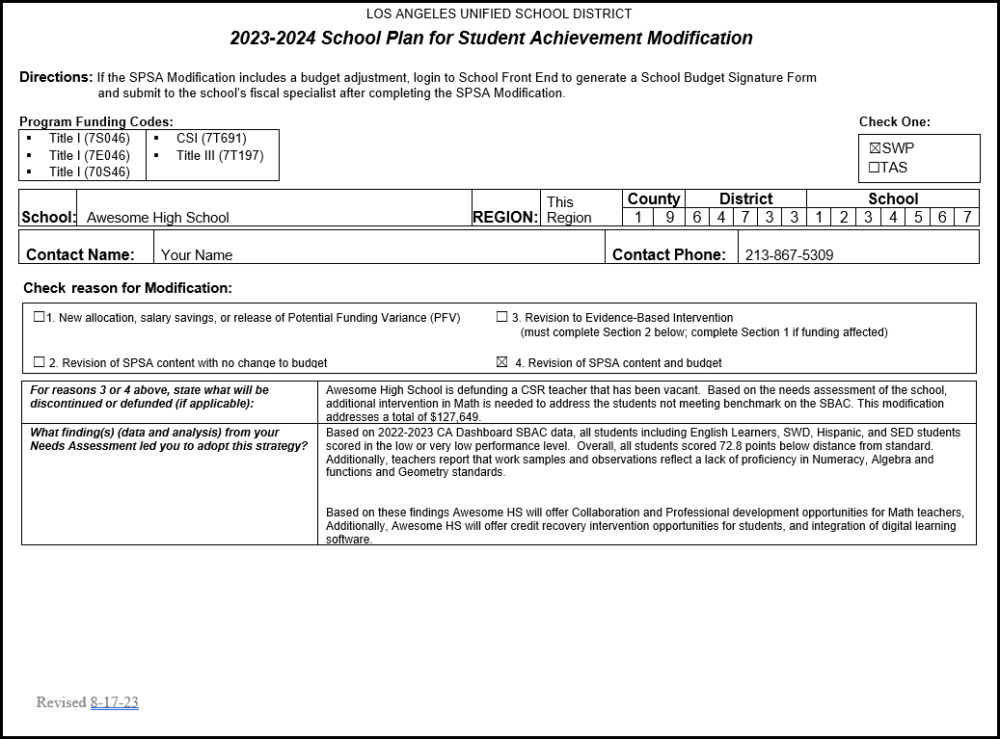 LOS ANGELES UNIFIED SCHOOL DISTRICT
2023-2024 School Plan for Student Achievement Modification
Directions: If the SPSA Modification includes a budget adjustment, login to School Front End to generate a School Budget Signature Form
and submit to the school's fiscal specialist after completing the SPSA Modification.
Program Funding Codes:
▪ Title I (7S046) ▪ CSI (7T691)
▪ Title I (7E046) ▪ Title III (7T197)
▪ Title I (70S46)
Check One:
☒SWP
☐TAS
School: Awesome High School REGION: This Region
County District School
1 9 6 4 7 3 3 1 2 3 4 5 6 7
Contact Name: Your Name Contact Phone: 213-867-5309
Check reason for Modification:
☐1. New allocation, salary savings, or release of Potential Funding Variance (PFV) ☐ 3. Revision to Evidence-Based Intervention
(must complete Section 2 below; complete Section 1 if funding affected)
☐ 2. Revision of SPSA content with no change to budget ☒ 4. Revision of SPSA content and budget
For reasons 3 or 4 above, state what will be
discontinued or defunded (if applicable):
Awesome High School is defunding a CSR teacher that has been vacant. Based on the needs assessment of the school,
additional intervention in Math is needed to address the students not meeting benchmark on the SBAC. This modification
addresses a total of $127,649.
What finding(s) (data and analysis) from your
Needs Assessment led you to adopt this strategy?
Based on 2022-2023 CA Dashboard SBAC data, all students including English Learners, SWD, Hispanic, and SED students
scored in the low or very low performance level. Overall, all students scored 72.8 points below distance from standard.
Additionally, teachers report that work samples and observations reflect a lack of proficiency in Numeracy, Algebra and
functions and Geometry standards.
Based on these findings Awesome HS will offer Collaboration and Professional development opportunities for Math teachers,
Additionally, Awesome HS will offer credit recovery intervention opportunities for students, and integration of digital learning
software.
Revised 8-17-23